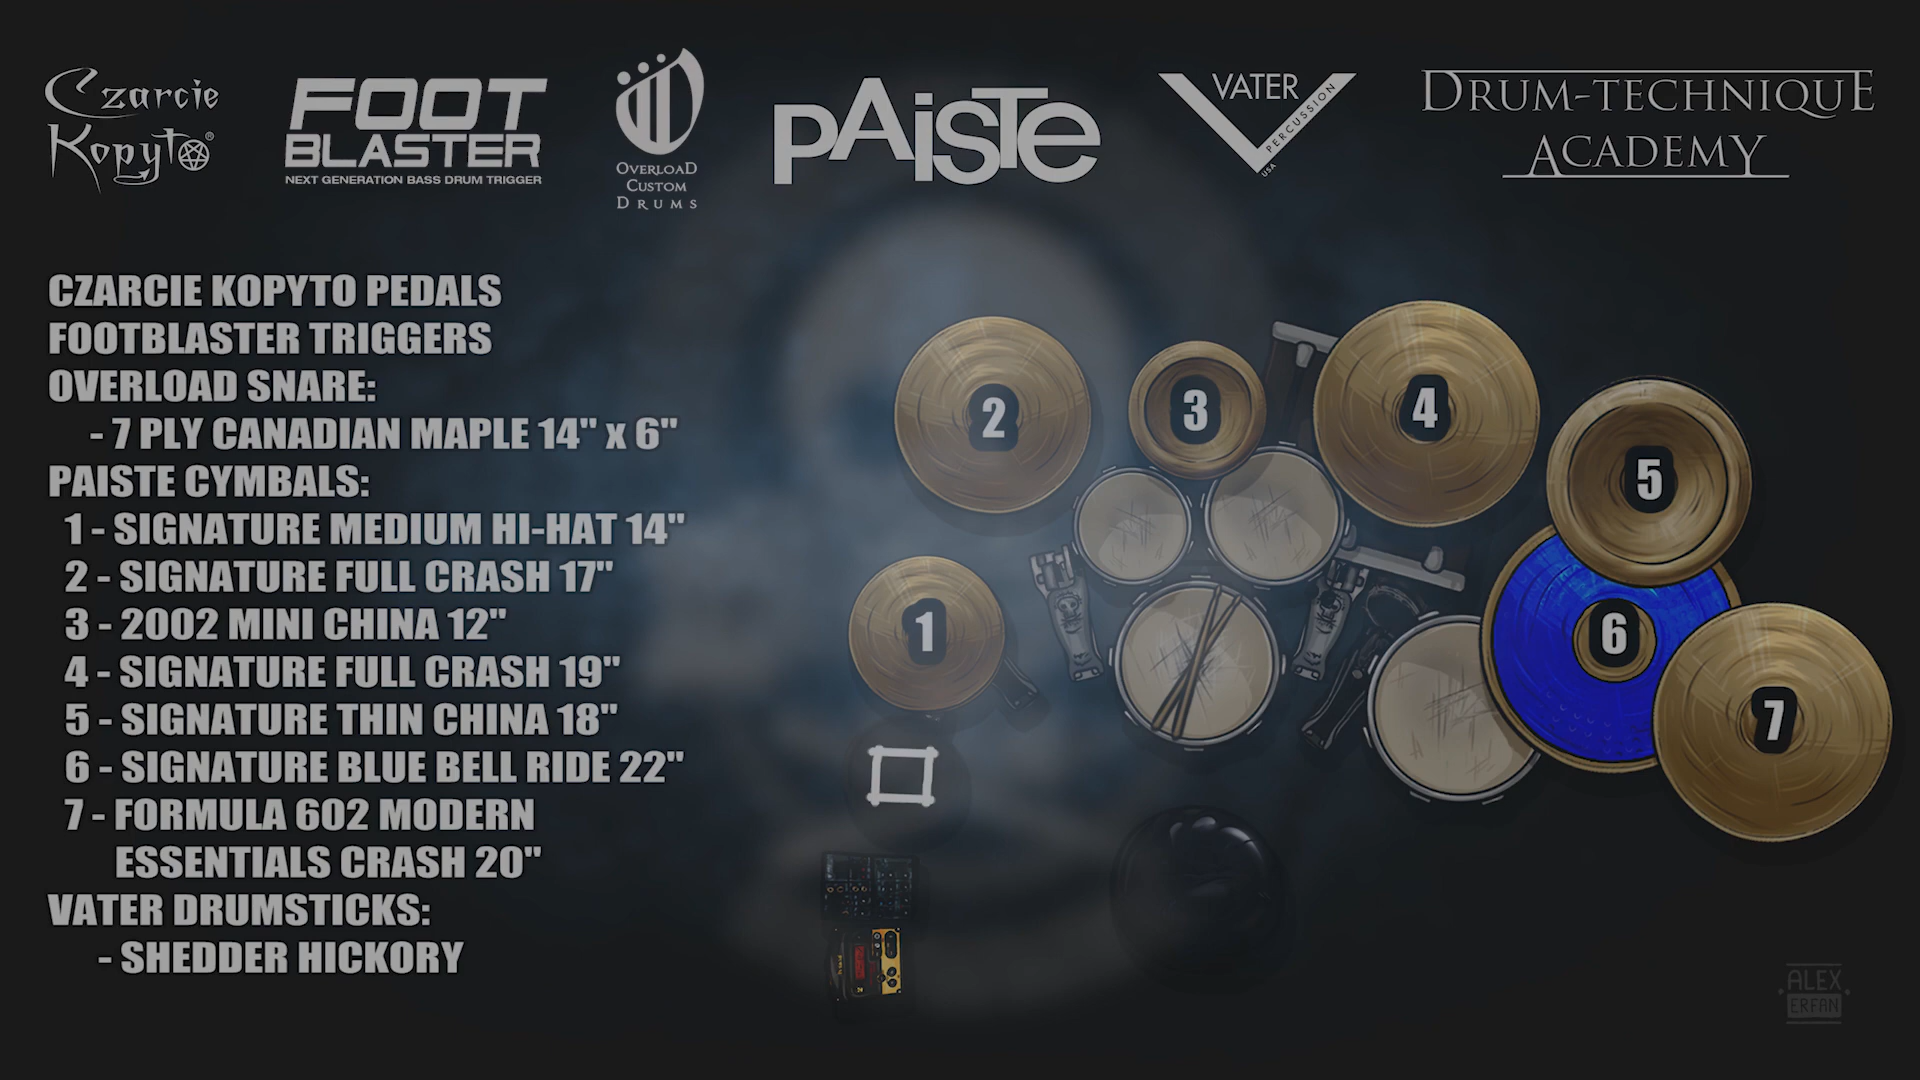 Czarcie
Kopyto®
FOOT
BLASTER
NEXT GENERATION BASS DRUM TRIGGER
OVERLOAD
CUSTOM
DRUMS
PAiSTe
VATER
PERCUSSION
USA
DRUM-TECHNIQUE
ACADEMY
CZARCIE KOPYTO PEDALS
FOOTBLASTER TRIGGERS
OVERLOAD SNARE:
- 7 PLY CANADIAN MAPLE 14" x 6"
PAISTE CYMBALS:
1 - SIGNATURE MEDIUM HI-HAT 14"
2 - SIGNATURE FULL CRASH 17"
3 - 2002 MINI CHINA 12"
4 - SIGNATURE FULL CRASH 19"
5 - SIGNATURE THIN CHINA 18"
6 - SIGNATURE BLUE BELL RIDE 22"
7 - FORMULA 602 MODERN
ESSENTIALS CRASH 20"
VATER DRUMSTICKS:
- SHEDDER HICKORY
2
3
4
5
1
6
7
ALEX
ERFAN